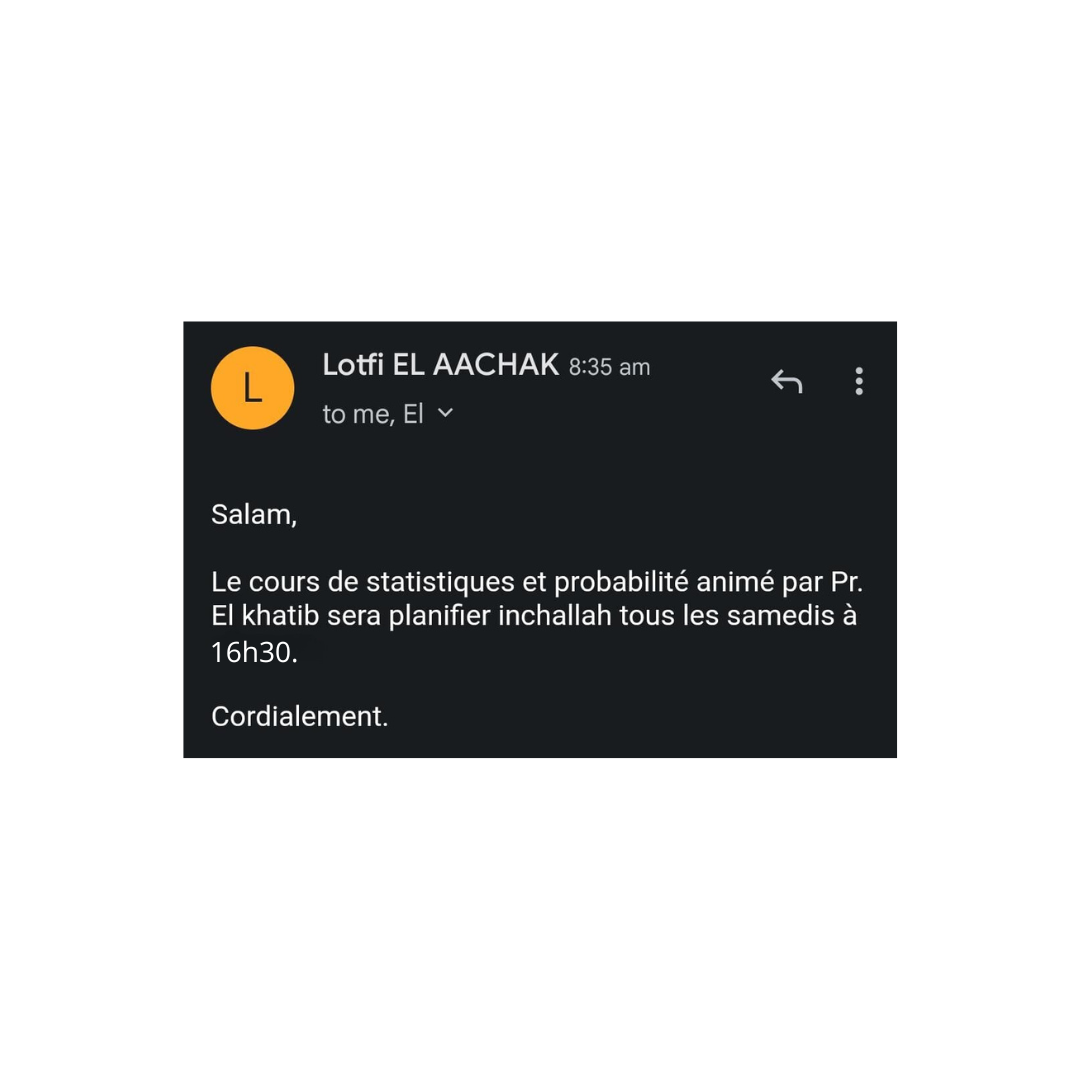 L
Lotfi EL AACHAK 8:35 am
to me, El
Salam,
Le cours de statistiques et probabilité animé par Pr.
El khatib sera planifier inchallah tous les samedis à
16h30.
Cordialement.